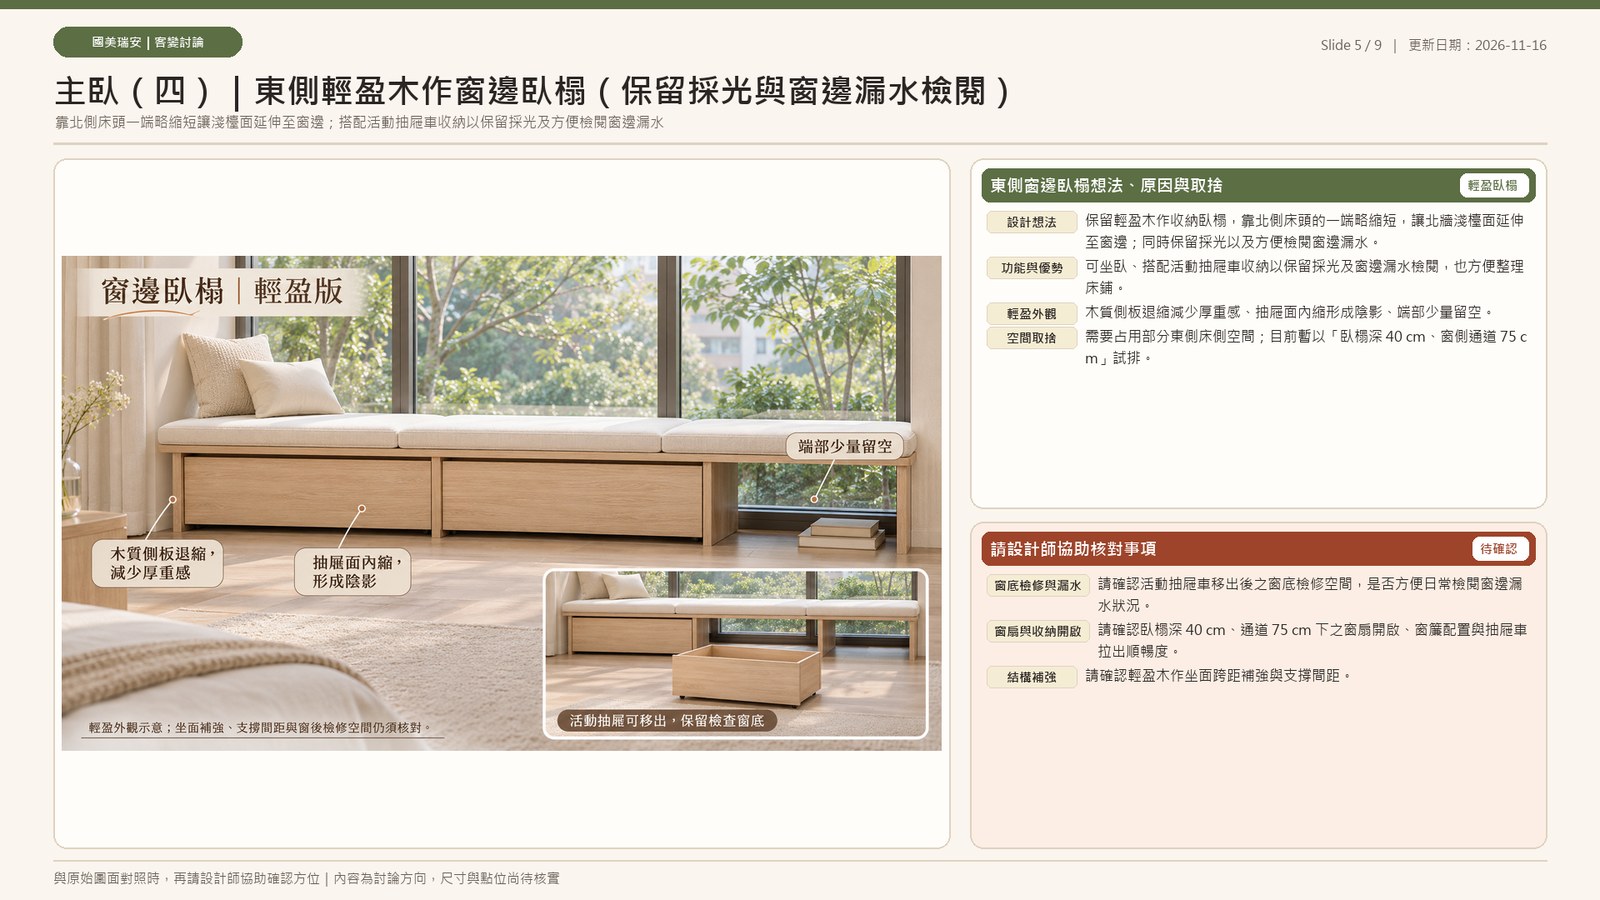 國美瑞安 | 客變討論
Slide 5 / 9 | 更新日期：2026-11-16
主臥（四）｜東側輕盈木作窗邊臥榻（保留採光與窗邊漏水檢閱）
靠北側床頭一端略縮短讓淺檯面延伸至窗邊；搭配活動抽屜車收納以保留採光及方便檢閱窗邊漏水
窗邊臥榻｜輕盈版
端部少量留空
木質側板退縮，
減少厚重感
抽屜面內縮，
形成陰影
活動抽屜可移出，保留檢查窗底
輕盈外觀示意；坐面補強、支撐間距與窗後檢修空間仍須核對。
東側窗邊臥榻想法、原因與取捨
輕盈臥榻
設計想法
保留輕盈木作收納臥榻，靠北側床頭的一端略縮短，讓北牆淺檯面延伸
至窗邊；同時保留採光以及方便檢閱窗邊漏水。
功能與優勢
可坐臥、搭配活動抽屜車收納以保留採光及窗邊漏水檢閱，也方便整理
床鋪。
輕盈外觀
木質側板退縮減少厚重感、抽屜面內縮形成陰影、端部少量留空。
空間取捨
需要占用部分東側床側空間；目前暫以「臥榻深 40 cm、窗側通道 75 c
m」試排。
請設計師協助核對事項
待確認
窗底檢修與漏水
請確認活動抽屜車移出後之窗底檢修空間，是否方便日常檢閱窗邊漏
水狀況。
窗扇與收納開啟
請確認臥榻深 40 cm、通道 75 cm 下之窗扇開啟、窗簾配置與抽屜車
拉出順暢度。
結構補強
請確認輕盈木作坐面跨距補強與支撐間距。
與原始圖面對照時，再請設計師協助確認方位 | 內容為討論方向，尺寸與點位尚待核實